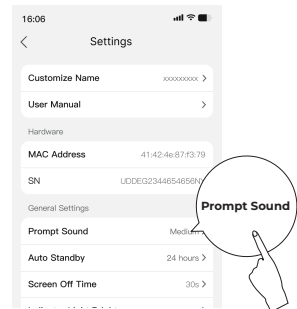 16:06
Settings
Customize Name xxxxxxxxx
User Manual
Hardware
MAC Address 41:42:4e:87:f3:79
SN UDDEG2344654656N
General Settings
Prompt Sound
Prompt Sound Medium
Auto Standby 24 hours
Screen Off Time 30s